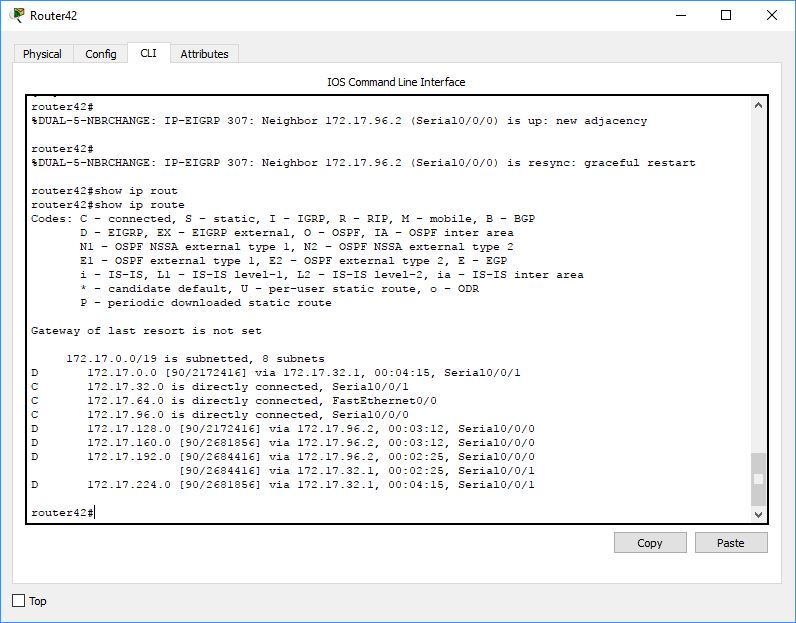 Router42
Physical Config CLI Attributes
IOS Command Line Interface
router42#
%DUAL-5-NBRCHANGE: IP-EIGRP 307: Neighbor 172.17.96.2 (Serial0/0/0) is up: new adjacency
router42#
%DUAL-5-NBRCHANGE: IP-EIGRP 307: Neighbor 172.17.96.2 (Serial0/0/0) is resync: graceful restart
router42#show ip rout
router42#show ip route
Codes: C - connected, S - static, I - IGRP, R - RIP, M - mobile, B - BGP
D - EIGRP, EX - EIGRP external, O - OSPF, IA - OSPF inter area
N1 - OSPF NSSA external type 1, N2 - OSPF NSSA external type 2
E1 - OSPF external type 1, E2 - OSPF external type 2, E - EGP
i - IS-IS, L1 - IS-IS level-1, L2 - IS-IS level-2, ia - IS-IS inter area
* - candidate default, U - per-user static route, o - ODR
P - periodic downloaded static route
Gateway of last resort is not set
172.17.0.0/19 is subnetted, 8 subnets
D 172.17.0.0 [90/2172416] via 172.17.32.1, 00:04:15, Serial0/0/1
C 172.17.32.0 is directly connected, Serial0/0/1
C 172.17.64.0 is directly connected, FastEthernet0/0
C 172.17.96.0 is directly connected, Serial0/0/0
D 172.17.128.0 [90/2172416] via 172.17.96.2, 00:03:12, Serial0/0/0
D 172.17.160.0 [90/2681856] via 172.17.96.2, 00:03:12, Serial0/0/0
D 172.17.192.0 [90/2684416] via 172.17.96.2, 00:02:25, Serial0/0/0
[90/2684416] via 172.17.32.1, 00:02:25, Serial0/0/1
D 172.17.224.0 [90/2681856] via 172.17.32.1, 00:04:15, Serial0/0/1
router42#
Copy Paste
Top